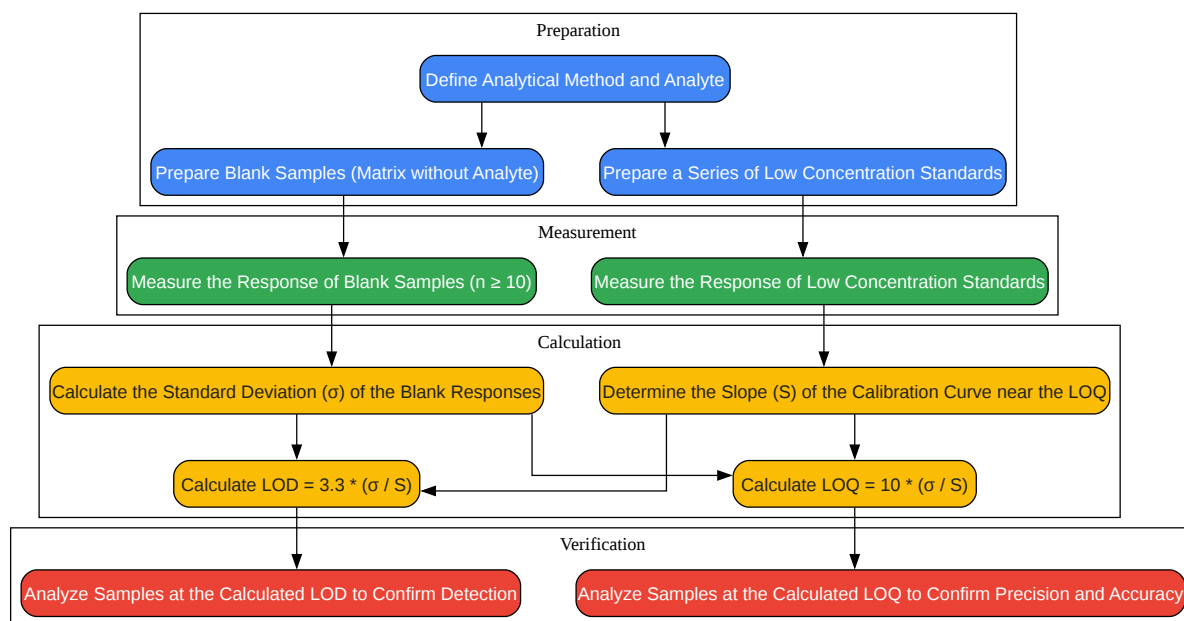 Preparation
Define Analytical Method and Analyte
Prepare Blank Samples (Matrix without Analyte)
Prepare a Series of Low Concentration Standards
Measurement
Measure the Response of Blank Samples (n ≥ 10)
Measure the Response of Low Concentration Standards
Calculation
Calculate the Standard Deviation (σ) of the Blank Responses
Determine the Slope (S) of the Calibration Curve near the LOQ
Calculate LOD = 3.3 * (σ / S)
Calculate LOQ = 10 * (σ / S)
Verification
Analyze Samples at the Calculated LOD to Confirm Detection
Analyze Samples at the Calculated LOQ to Confirm Precision and Accuracy